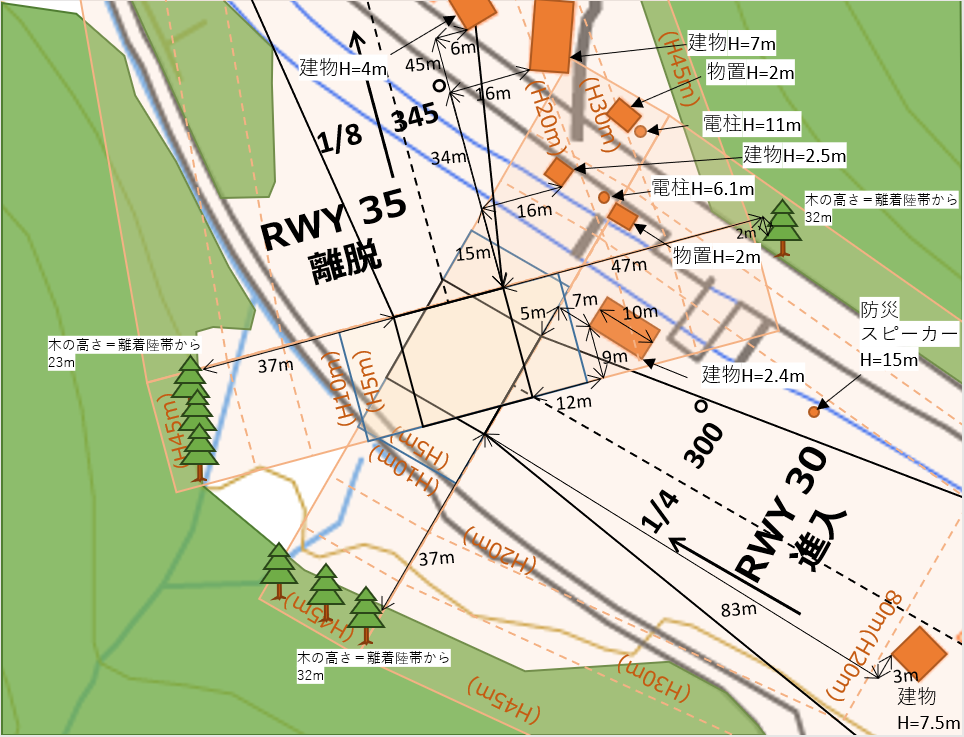 建物H=4m
6m
45m
16m
建物H=7m
(H45m)
物置H=2m
(H20m)
(H30m)
電柱H=11m
345°
1/8
34m
建物H=2.5m
RWY 35
離脱
16m
電柱H=6.1m
木の高さ＝離着陸帯から
32m
2m
物置H=2m
15m
47m
7m
5m
10m
防災
スピーカー
H=15m
木の高さ＝離着陸帯から
23m
37m
9m
建物H=2.4m
(H10m)
(H5m)
12m
(H45m)
300°
(H5m)
(H10m)
1/4
RWY 30
進入
(H20m)
37m
83m
80m(H20m)
(H45m)
木の高さ＝離着陸帯から
32m
(H30m)
(H45m)
3m
建物
H=7.5m